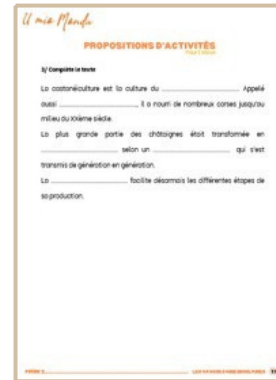 U mio Mondu
PROPOSITIONS D'ACTIVITÉS
3/ Complète le texte
La castanéiculture est la culture du ........................ Appelé
aussi ........................, il a nourri de nombreux corses jusqu'au
milieu du XXème siècle.
La plus grande partie des châtaignes était transformée en
........................ selon un ........................ qui s'est
transmis de génération en génération.
La ........................ facilite désormais les différentes étapes de
sa production.